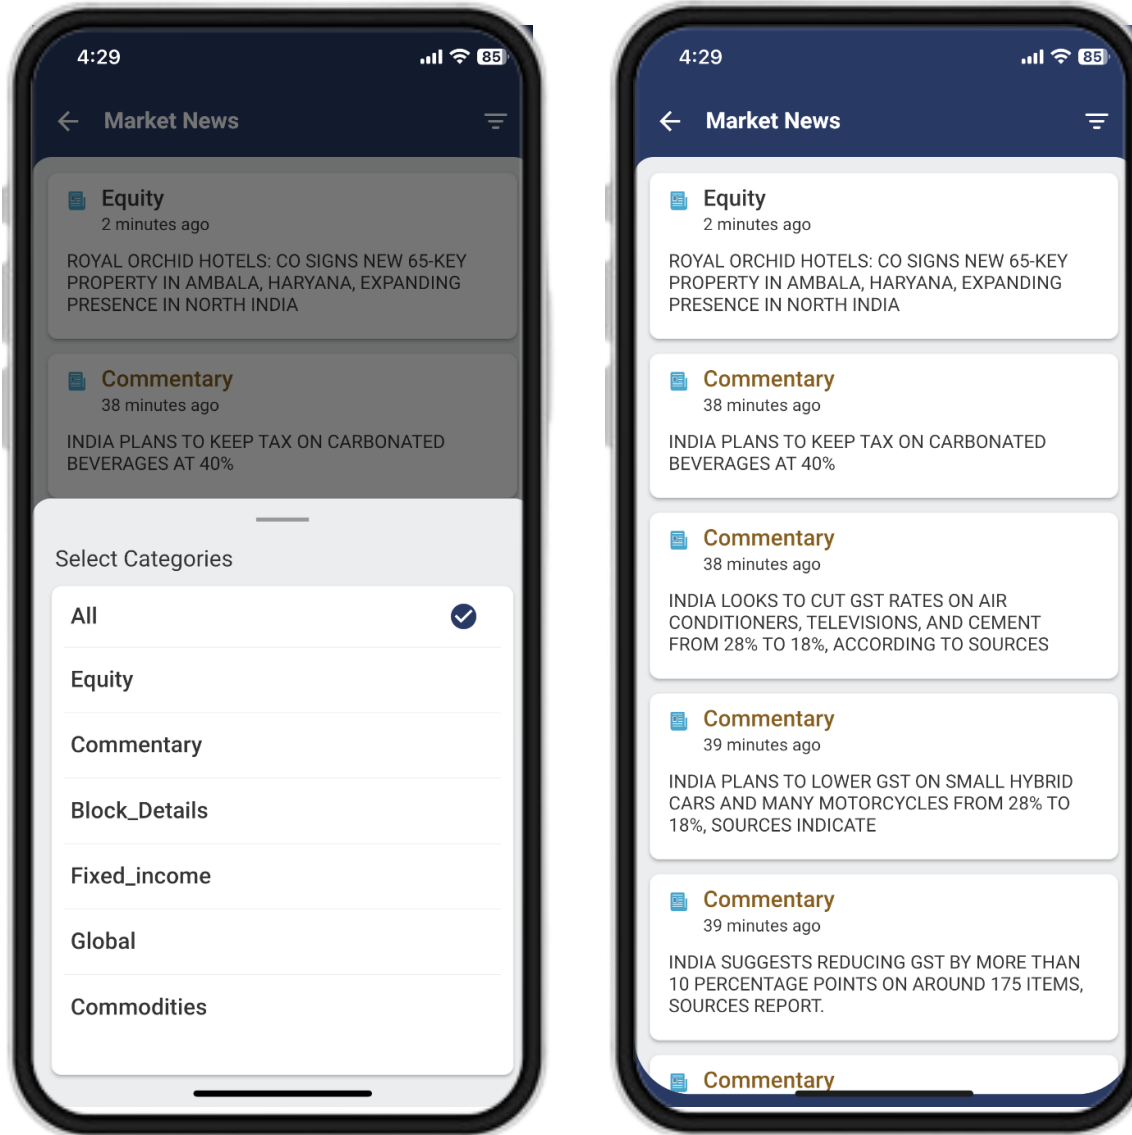 4:29
85
Market News
Equity
2 minutes ago
ROYAL ORCHID HOTELS: CO SIGNS NEW 65-KEY
PROPERTY IN AMBALA, HARYANA, EXPANDING
PRESENCE IN NORTH INDIA
Commentary
38 minutes ago
INDIA PLANS TO KEEP TAX ON CARBONATED
BEVERAGES AT 40%
Select Categories
All
Equity
Commentary
Block_Details
Fixed_income
Global
Commodities
4:29
85
Market News
Equity
2 minutes ago
ROYAL ORCHID HOTELS: CO SIGNS NEW 65-KEY
PROPERTY IN AMBALA, HARYANA, EXPANDING
PRESENCE IN NORTH INDIA
Commentary
38 minutes ago
INDIA PLANS TO KEEP TAX ON CARBONATED
BEVERAGES AT 40%
Commentary
38 minutes ago
INDIA LOOKS TO CUT GST RATES ON AIR
CONDITIONERS, TELEVISIONS, AND CEMENT
FROM 28% TO 18%, ACCORDING TO SOURCES
Commentary
39 minutes ago
INDIA PLANS TO LOWER GST ON SMALL HYBRID
CARS AND MANY MOTORCYCLES FROM 28% TO
18%, SOURCES INDICATE
Commentary
39 minutes ago
INDIA SUGGESTS REDUCING GST BY MORE THAN
10 PERCENTAGE POINTS ON AROUND 175 ITEMS,
SOURCES REPORT.
Commentary